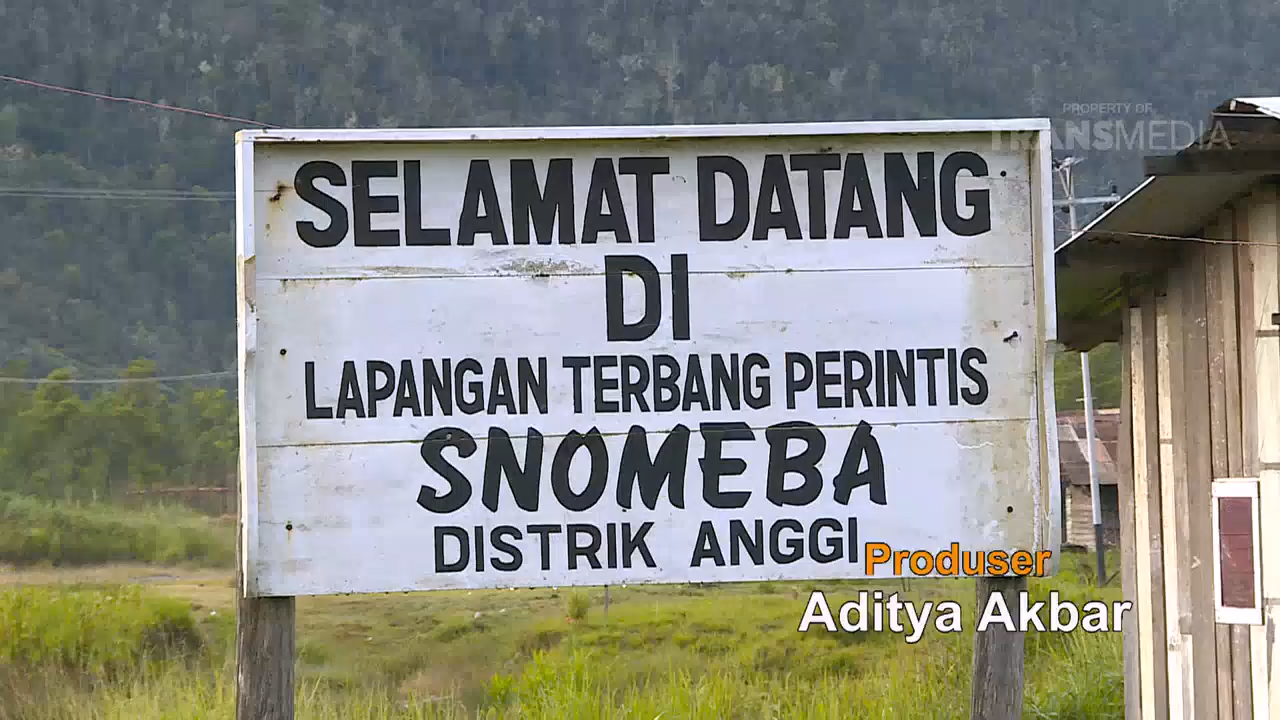 PROPERTY OF
TRANSMEDIA
SELAMAT DATANG
DI
LAPANGAN TERBANG PERINTIS
SNOMEBA
DISTRIK ANGGI
Produser
Aditya Akbar